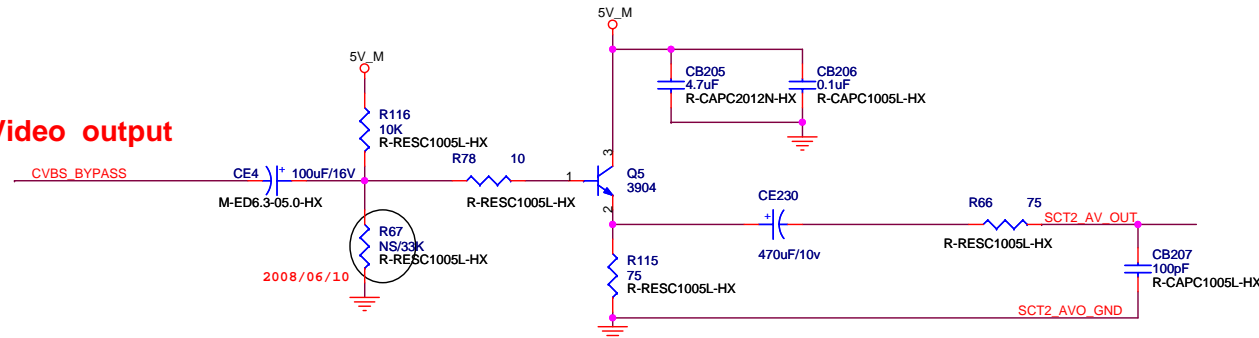 5V_M
5V_M
CB205
4.7uF
R-CAPC2012N-HX
CB206
0.1uF
R-CAPC1005L-HX
Video output
R116
10K
R-RESC1005L-HX
R78 10
R-RESC1005L-HX
CVBS_BYPASS
CE4 + 100uF/16V
M-ED6.3-05.0-HX
1
3
2
Q5
3904
CE230
+
470uF/10v
R66 75
R-RESC1005L-HX
SCT2_AV_OUT
R67
NS/33K
R-RESC1005L-HX
2008/06/10
R115
75
R-RESC1005L-HX
CB207
100pF
R-CAPC1005L-HX
SCT2_AVO_GND